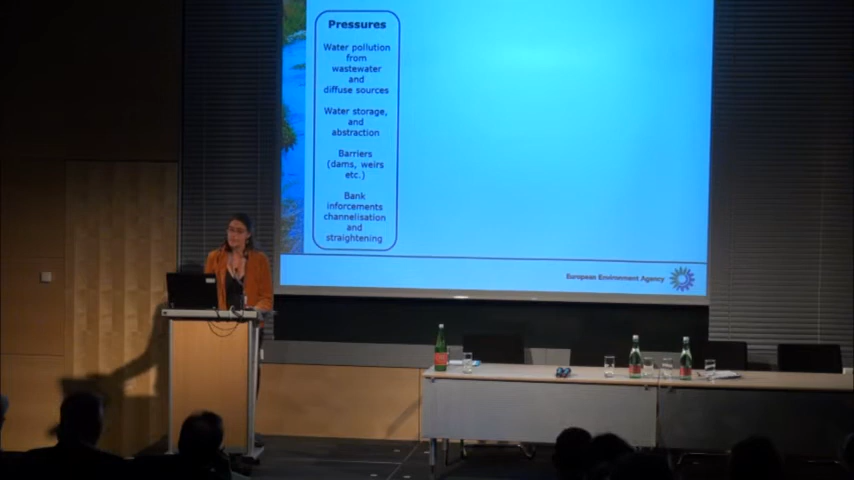 Pressures
Water pollution
from
wastewater
and
diffuse sources
Water storage,
and
abstraction
Barriers
(dams, weirs
etc.)
Bank
inforcements
channelisation
and
straightening
European Environment Agency